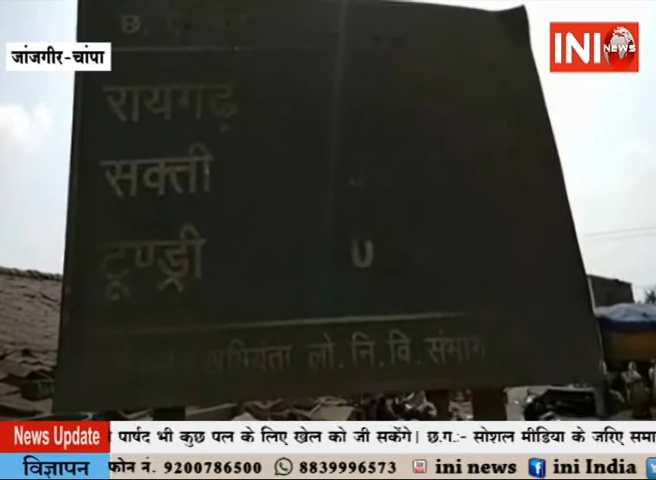 जांजगीर-चांपा
INI NEWS
रायगढ़
सक्ती
टूण्ड्री ७
अभियंता लो. नि. वि. संभाग
News Update पार्षद भी कुछ पल के लिए खेल को जी सकेंगे| छ.ग.:- सोशल मीडिया के जरिए समा
विज्ञापन फोन नं. 9200786500 8839996573 ini news ini India